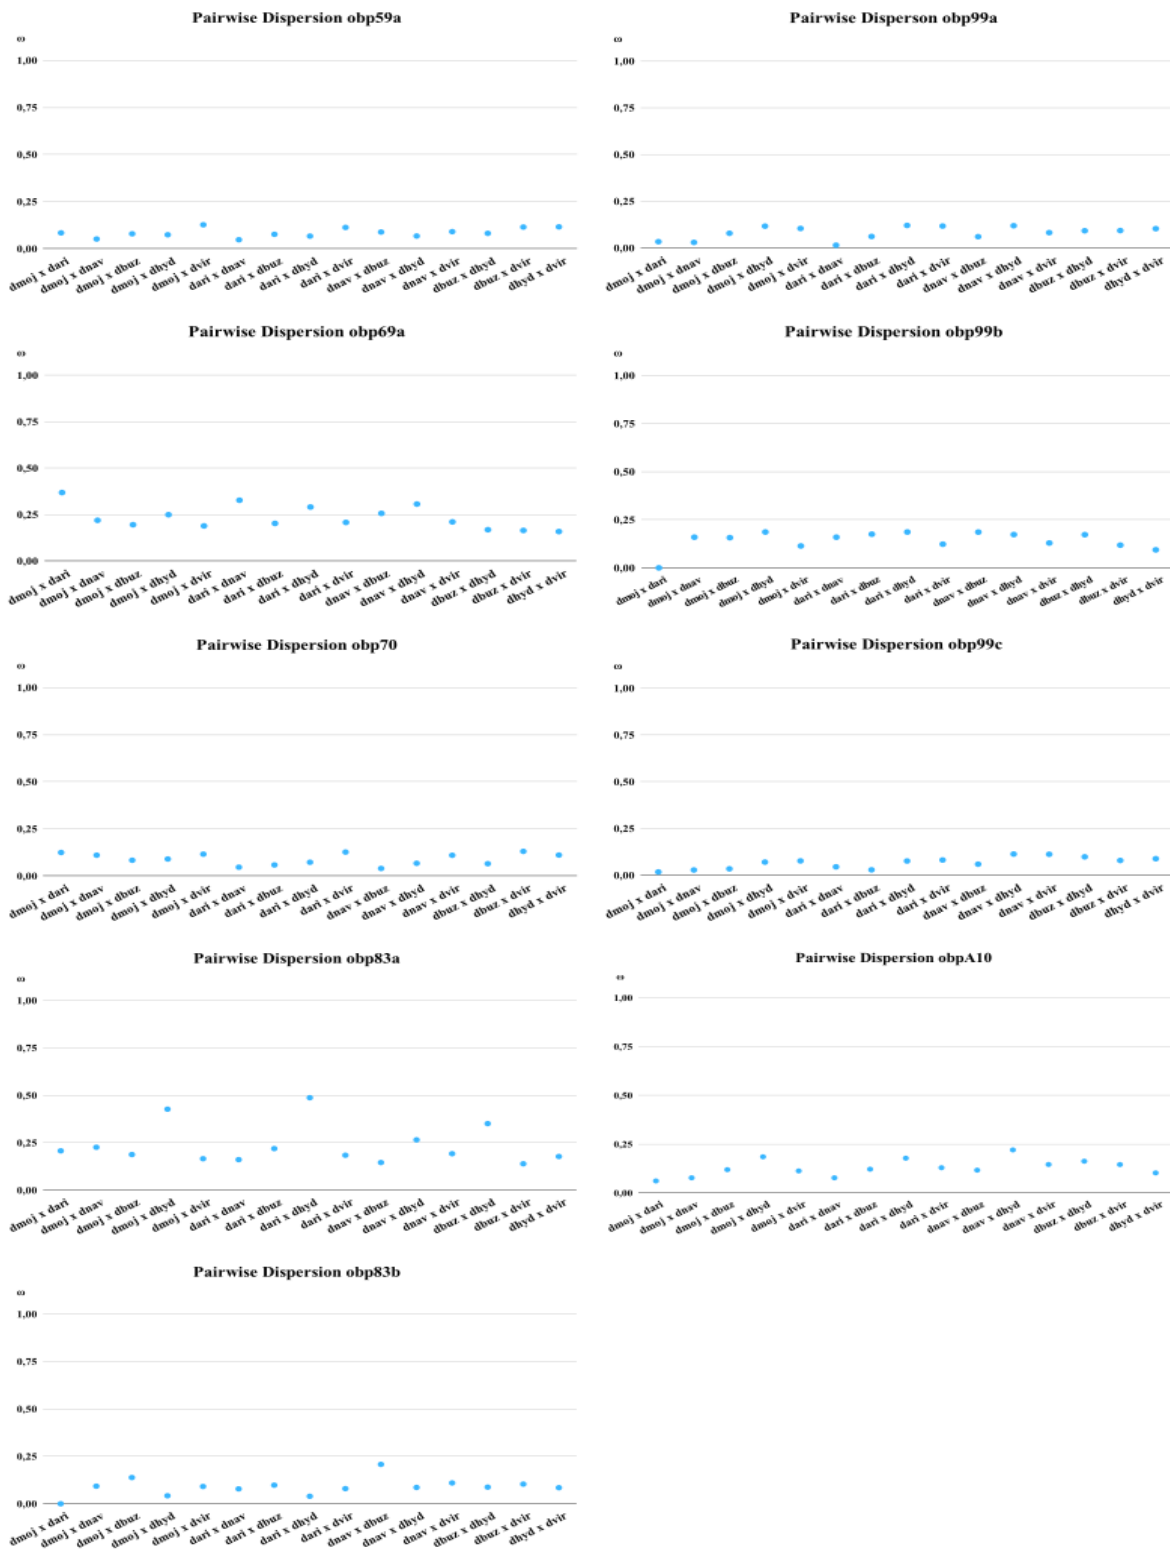 Pairwise Dispersion obp59a
ω
1,00
0,75
0,50
0,25
0,00
dmoj x dari
dmoj x dnav
dmoj x dbuz
dmoj x dhyd
dmoj x dvir
dari x dnav
dari x dbuz
dari x dhyd
dari x dvir
dnav x dbuz
dnav x dhyd
dnav x dvir
dbuz x dhyd
dbuz x dvir
dhyd x dvir
Pairwise Disperson obp99a
ω
1,00
0,75
0,50
0,25
0,00
dmoj x dari
dmoj x dnav
dmoj x dbuz
dmoj x dhyd
dmoj x dvir
dari x dnav
dari x dbuz
dari x dhyd
dari x dvir
dnav x dbuz
dnav x dhyd
dnav x dvir
dbuz x dhyd
dbuz x dvir
dhyd x dvir
Pairwise Dispersion obp69a
ω
1,00
0,75
0,50
0,25
0,00
dmoj x dari
dmoj x dnav
dmoj x dbuz
dmoj x dhyd
dmoj x dvir
dari x dnav
dari x dbuz
dari x dhyd
dari x dvir
dnav x dbuz
dnav x dhyd
dnav x dvir
dbuz x dhyd
dbuz x dvir
dhyd x dvir
Pairwise Dispersion obp99b
ω
1,00
0,75
0,50
0,25
0,00
dmoj x dari
dmoj x dnav
dmoj x dbuz
dmoj x dhyd
dmoj x dvir
dari x dnav
dari x dbuz
dari x dhyd
dari x dvir
dnav x dbuz
dnav x dhyd
dnav x dvir
dbuz x dhyd
dbuz x dvir
dhyd x dvir
Pairwise Dispersion obp70
ω
1,00
0,75
0,50
0,25
0,00
dmoj x dari
dmoj x dnav
dmoj x dbuz
dmoj x dhyd
dmoj x dvir
dari x dnav
dari x dbuz
dari x dhyd
dari x dvir
dnav x dbuz
dnav x dhyd
dnav x dvir
dbuz x dhyd
dbuz x dvir
dhyd x dvir
Pairwise Dispersion obp99c
ω
1,00
0,75
0,50
0,25
0,00
dmoj x dari
dmoj x dnav
dmoj x dbuz
dmoj x dhyd
dmoj x dvir
dari x dnav
dari x dbuz
dari x dhyd
dari x dvir
dnav x dbuz
dnav x dhyd
dnav x dvir
dbuz x dhyd
dbuz x dvir
dhyd x dvir
Pairwise Dispersion obp83a
ω
1,00
0,75
0,50
0,25
0,00
dmoj x dari
dmoj x dnav
dmoj x dbuz
dmoj x dhyd
dmoj x dvir
dari x dnav
dari x dbuz
dari x dhyd
dari x dvir
dnav x dbuz
dnav x dhyd
dnav x dvir
dbuz x dhyd
dbuz x dvir
dhyd x dvir
Pairwise Dispersion obpA10
ω
1,00
0,75
0,50
0,25
0,00
dmoj x dari
dmoj x dnav
dmoj x dbuz
dmoj x dhyd
dmoj x dvir
dari x dnav
dari x dbuz
dari x dhyd
dari x dvir
dnav x dbuz
dnav x dhyd
dnav x dvir
dbuz x dhyd
dbuz x dvir
dhyd x dvir
Pairwise Dispersion obp83b
ω
1,00
0,75
0,50
0,25
0,00
dmoj x dari
dmoj x dnav
dmoj x dbuz
dmoj x dhyd
dmoj x dvir
dari x dnav
dari x dbuz
dari x dhyd
dari x dvir
dnav x dbuz
dnav x dhyd
dnav x dvir
dbuz x dhyd
dbuz x dvir
dhyd x dvir